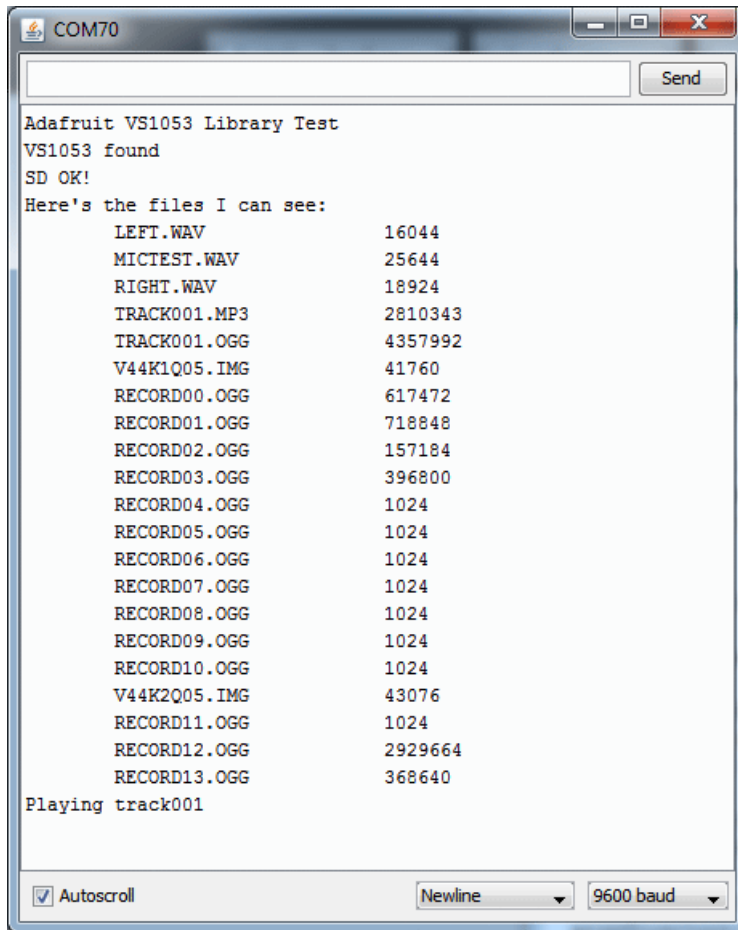 COM70
Send
Adafruit VS1053 Library Test
VS1053 found
SD OK!
Here's the files I can see:
LEFT.WAV 16044
MICTEST.WAV 25644
RIGHT.WAV 18924
TRACK001.MP3 2810343
TRACK001.OGG 4357992
V44K1Q05.IMG 41760
RECORD00.OGG 617472
RECORD01.OGG 718848
RECORD02.OGG 157184
RECORD03.OGG 396800
RECORD04.OGG 1024
RECORD05.OGG 1024
RECORD06.OGG 1024
RECORD07.OGG 1024
RECORD08.OGG 1024
RECORD09.OGG 1024
RECORD10.OGG 1024
V44K2Q05.IMG 43076
RECORD11.OGG 1024
RECORD12.OGG 2929664
RECORD13.OGG 368640
Playing track001
Autoscroll Newline 9600 baud